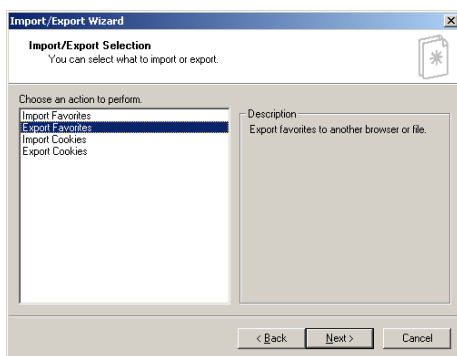 Import/Export Wizard
Import/Export Selection
You can select what to import or export.
Choose an action to perform.
Import Favorites
Export Favorites
Import Cookies
Export Cookies
Description
Export favorites to another browser or file.
< Back
Next >
Cancel